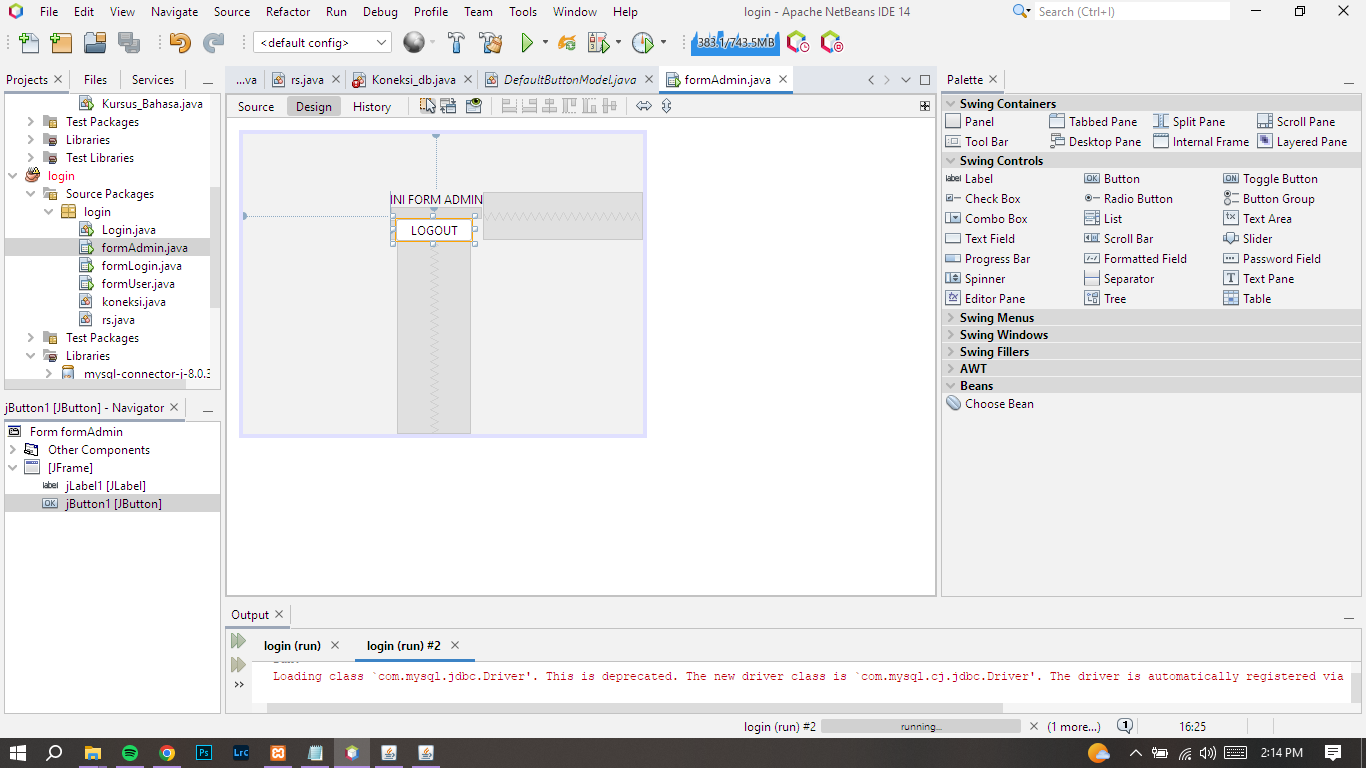 File Edit View Navigate Source Refactor Run Debug Profile Team Tools Window Help
login - Apache NetBeans IDE 14
Search (Ctrl+I)
<default config>
383.1/743.5MB
Projects Files Services
Kursus_Bahasa.java
Test Packages
Libraries
Test Libraries
login
Source Packages
login
Login.java
formAdmin.java
formLogin.java
formUser.java
koneksi.java
rs.java
Test Packages
Libraries
mysql-connector-j-8.0.3
jButton1 [JButton] - Navigator
Form formAdmin
Other Components
[JFrame]
label jLabel1 [JLabel]
OK jButton1 [JButton]
...va rs.java Koneksi_db.java DefaultButtonModel.java formAdmin.java
Source Design History
INI FORM ADMIN
LOGOUT
Palette
Swing Containers
Panel Tabbed Pane Split Pane Scroll Pane
Tool Bar Desktop Pane Internal Frame Layered Pane
Swing Controls
label Label OK Button ON Toggle Button
Check Box Radio Button Button Group
Combo Box List Text Area
Text Field Scroll Bar Slider
Progress Bar Formatted Field Password Field
Spinner Separator Text Pane
Editor Pane Tree Table
Swing Menus
Swing Windows
Swing Fillers
AWT
Beans
Choose Bean
Output
login (run) login (run) #2
Loading class `com.mysql.jdbc.Driver'. This is deprecated. The new driver class is `com.mysql.cj.jdbc.Driver'. The driver is automatically registered via
login (run) #2 running... (1 more...) 1 16:25
Ps LrC 2:14 PM